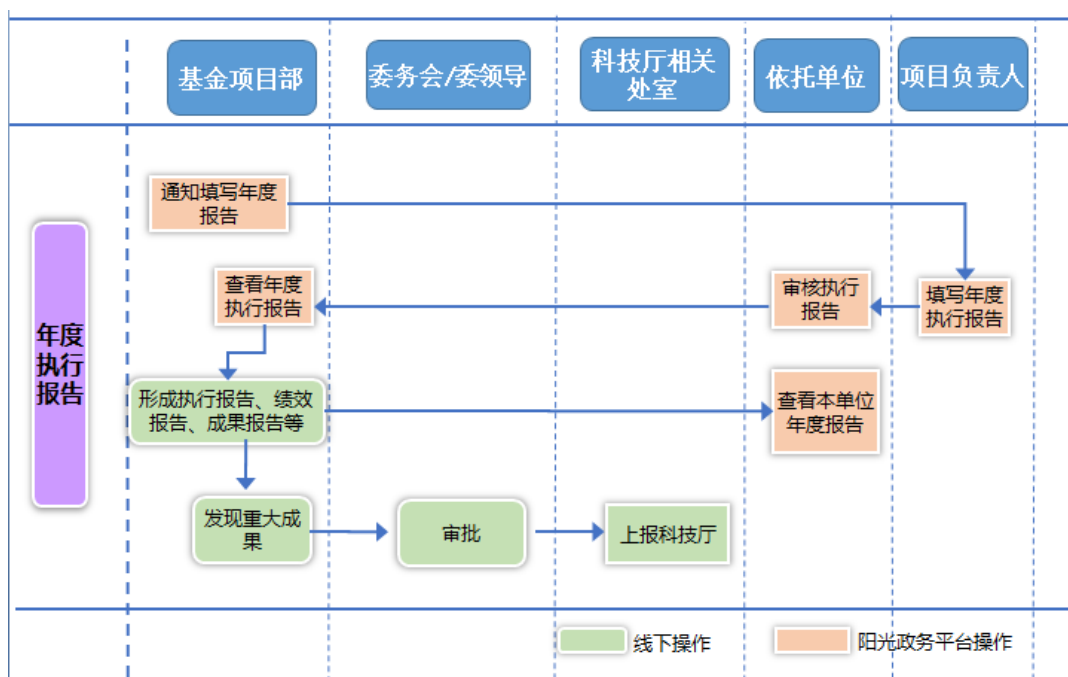 基金项目部
委务会/委领导
科技厅相关
处室
依托单位
项目负责人
通知填写年度
报告
查看年度
执行报告
审核执行
报告
填写年度
执行报告
年度
执行
报告
形成执行报告、绩效
报告、成果报告等
查看本单位
年度报告
发现重大成
果
审批
上报科技厅
线下操作
阳光政务平台操作